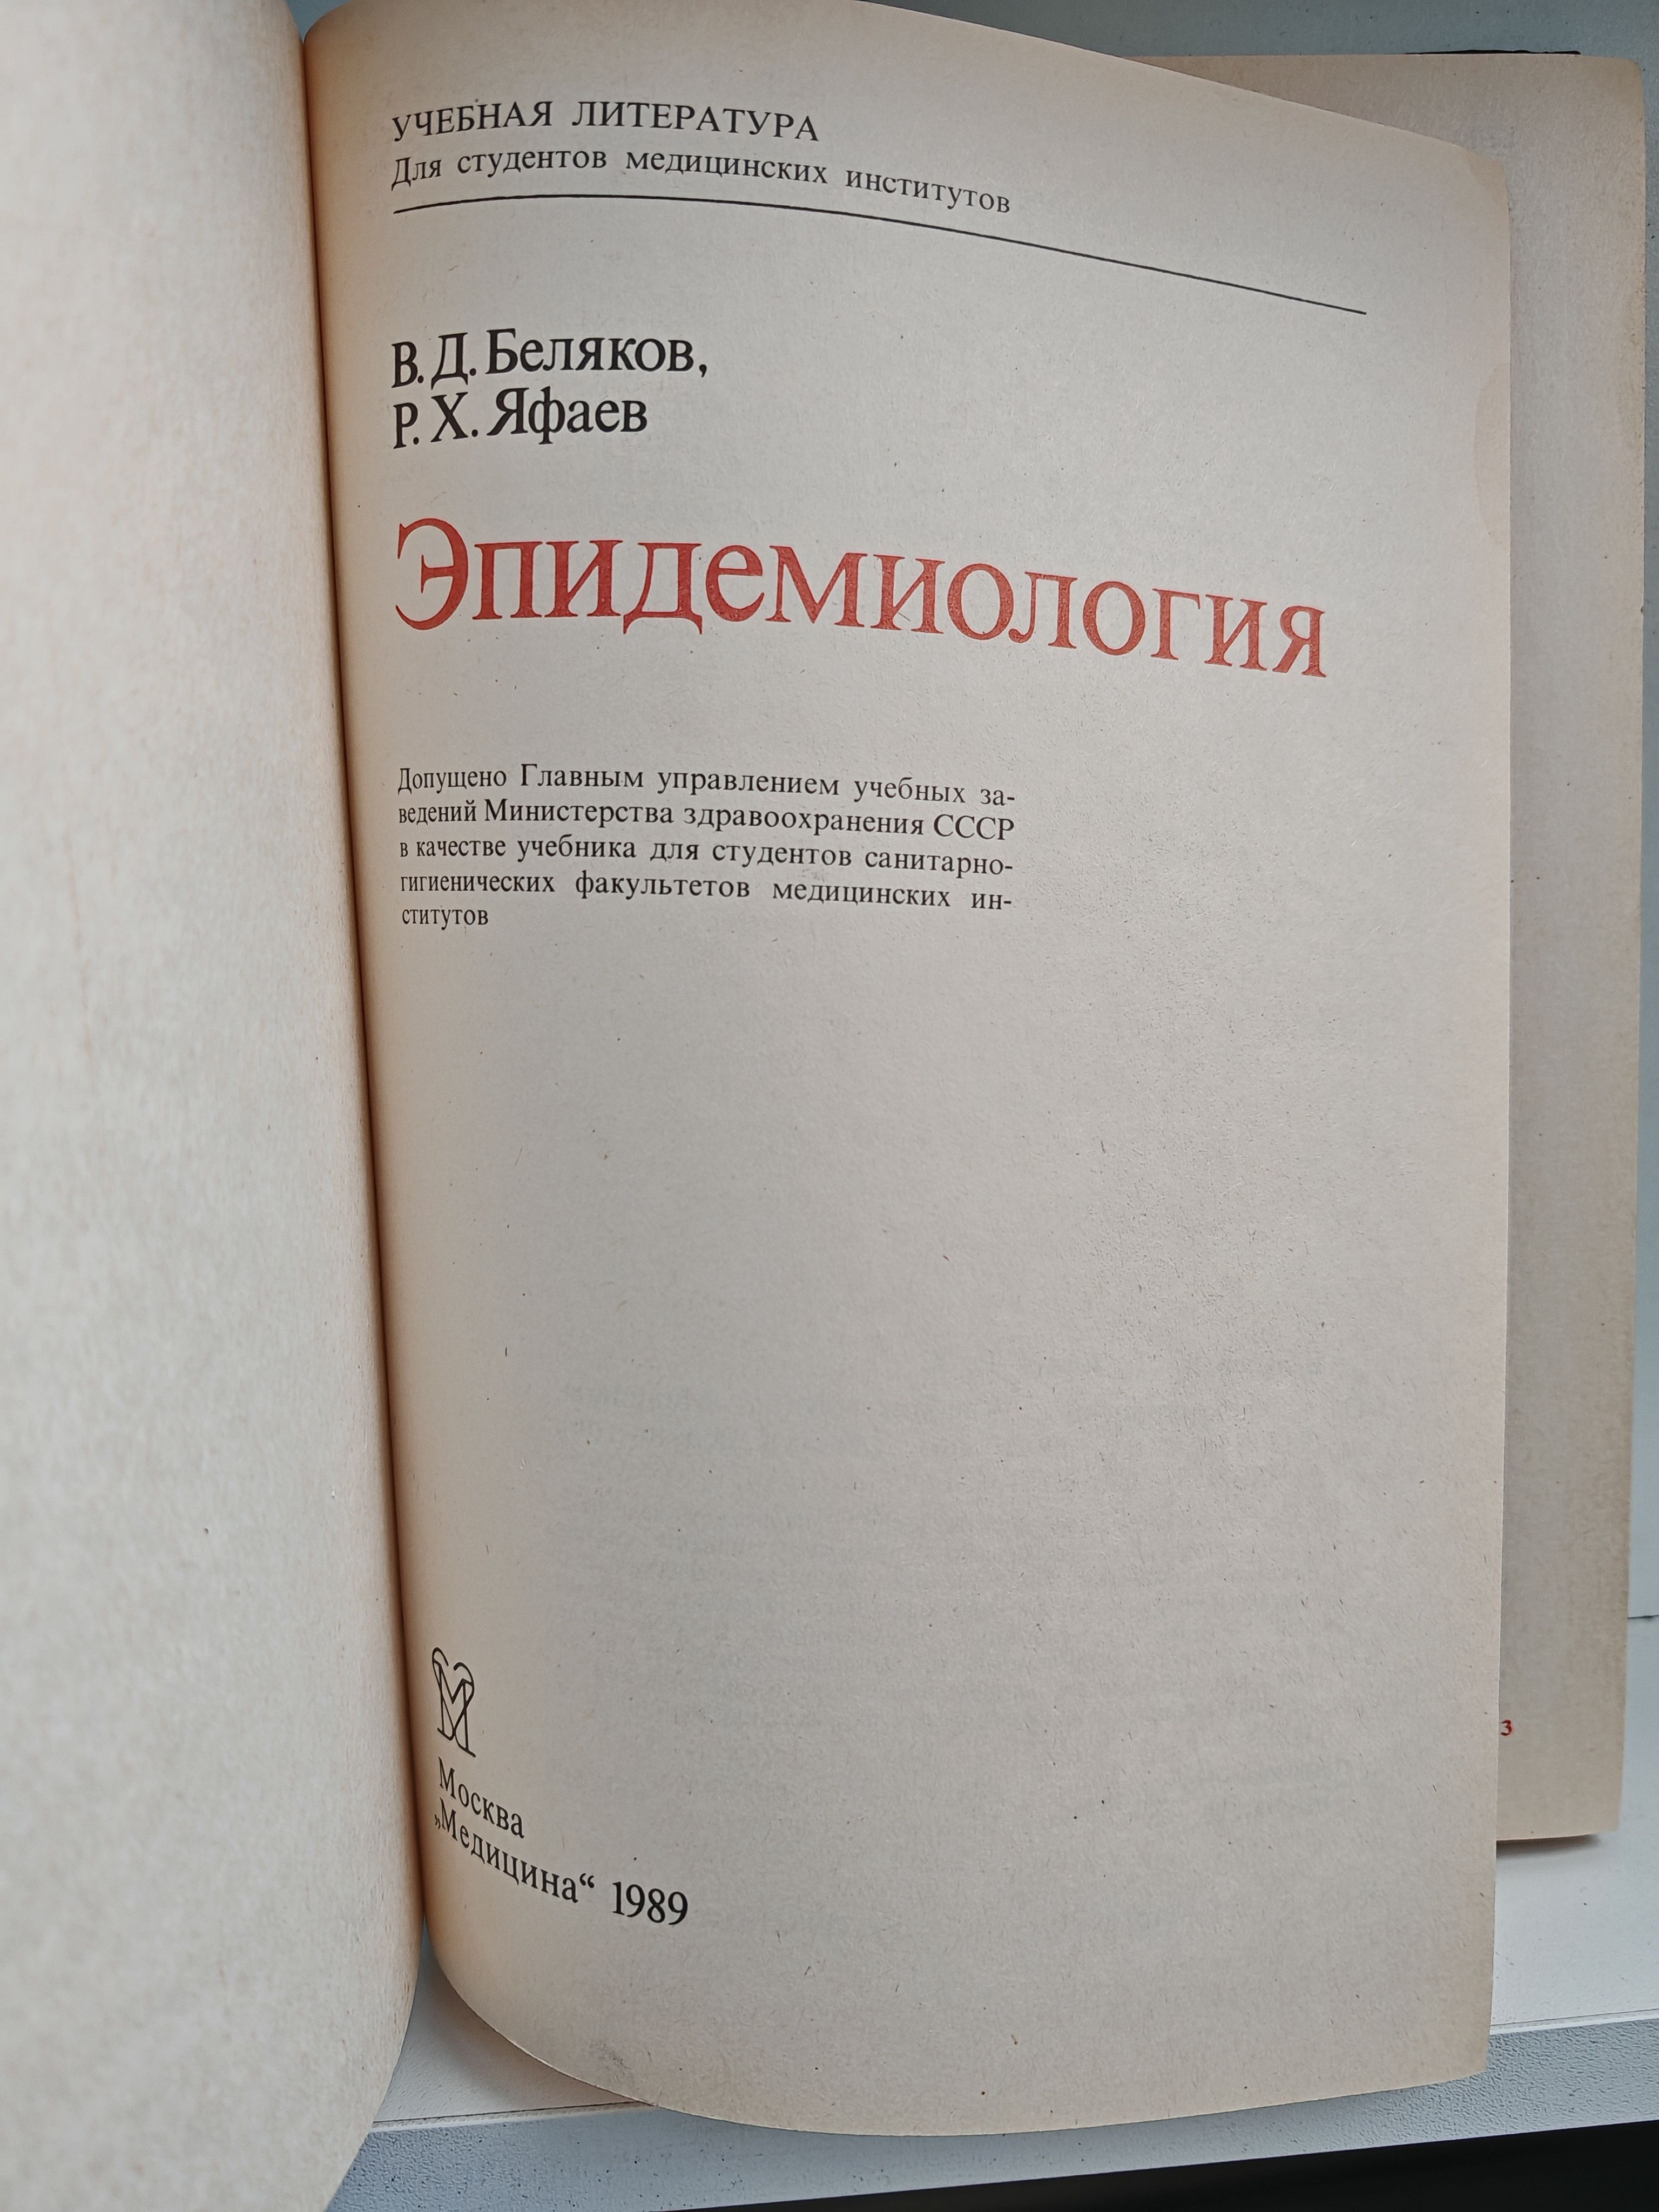 УЧЕБНАЯ ЛИТЕРАТУРА
Для студентов медицинских институтов
В. Д. Беляков,
Р. Х. Яфаев
Эпидемиология
Допущено Главным управлением учебных за-
ведений Министерства здравоохранения СССР
в качестве учебника для студентов санитарно-
гигиенических факультетов медицинских ин-
ститутов
Москва
„Медицина“ 1989
3